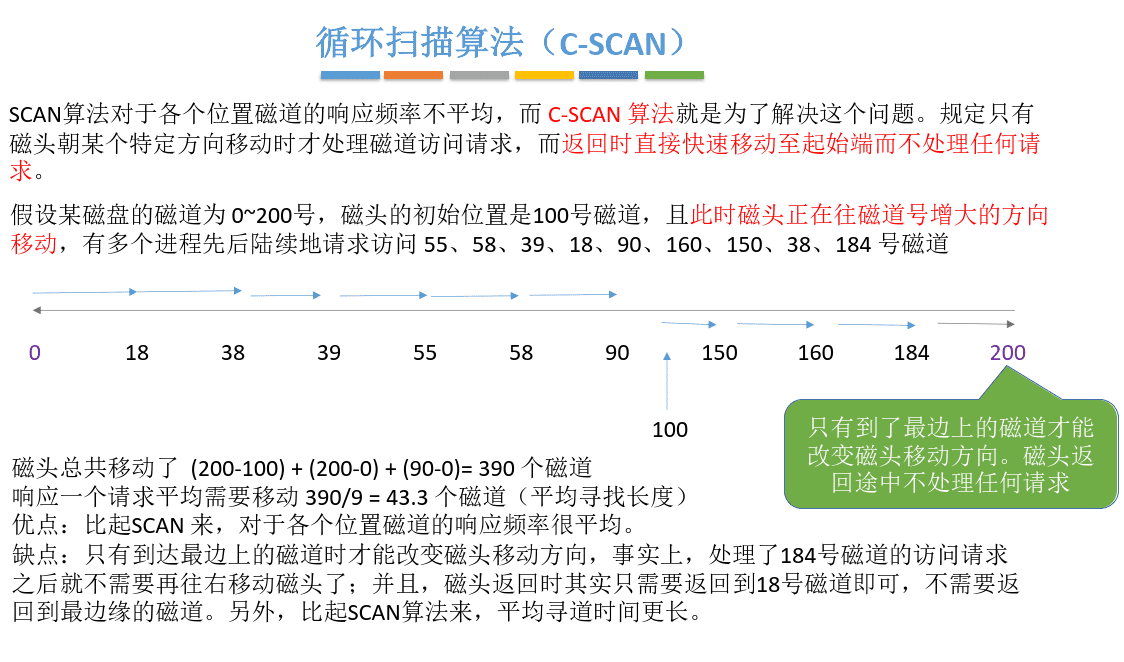 循环扫描算法（C-SCAN）
SCAN算法对于各个位置磁道的响应频率不平均，而 C-SCAN 算法就是为了解决这个问题。规定只有
磁头朝某个特定方向移动时才处理磁道访问请求，而返回时直接快速移动至起始端而不处理任何请
求。
假设某磁盘的磁道为 0~200号，磁头的初始位置是100号磁道，且此时磁头正在往磁道号增大的方向
移动，有多个进程先后陆续地请求访问 55、58、39、18、90、160、150、38、184 号磁道
0 18 38 39 55 58 90 150 160 184 200
100
只有到了最边上的磁道才能
改变磁头移动方向。磁头返
回途中不处理任何请求
磁头总共移动了 (200-100) + (200-0) + (90-0)= 390 个磁道
响应一个请求平均需要移动 390/9 = 43.3 个磁道（平均寻找长度）
优点：比起SCAN 来，对于各个位置磁道的响应频率很平均。
缺点：只有到达最边上的磁道时才能改变磁头移动方向，事实上，处理了184号磁道的访问请求
之后就不需要再往右移动磁头了；并且，磁头返回时其实只需要返回到18号磁道即可，不需要返
回到最边缘的磁道。另外，比起SCAN算法来，平均寻道时间更长。